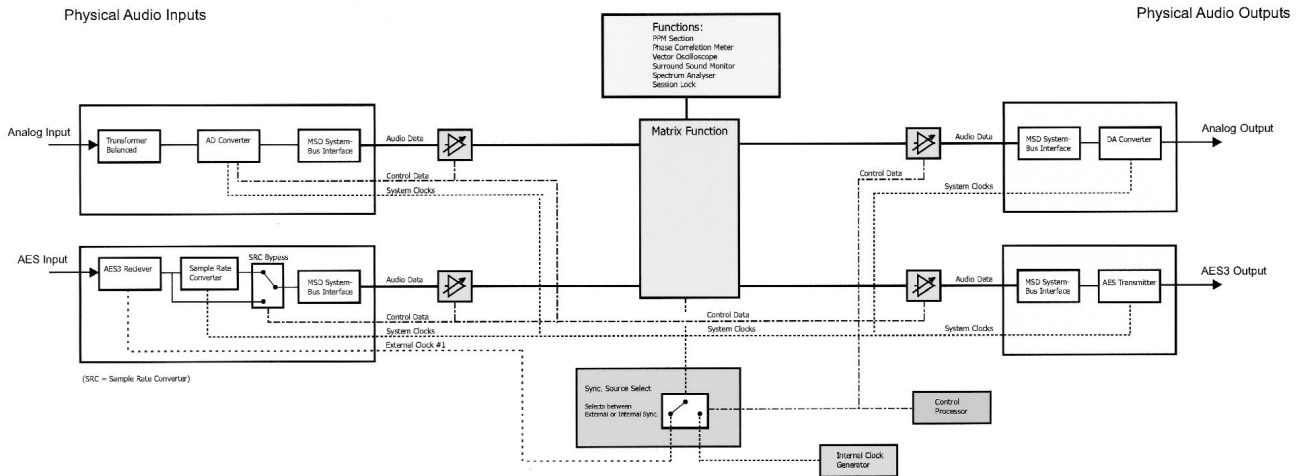 Physical Audio Inputs
Physical Audio Outputs
Functions:
PPM Section
Phase Correlation Meter
Vector Oscilloscope
Surround Sound Monitor
Spectrum Analyser
Session Lock
Matrix Function
Analog Input
Transformer
Balanced
AD Converter
MSD System-
Bus Interface
Audio Data
Control Data
System Clocks
Audio Data
Control Data
System Clocks
MSD System-
Bus Interface
DA Converter
Analog Output
AES Input
AES3 Reciever
Sample Rate
Converter
SRC Bypass
MSD System-
Bus Interface
Audio Data
Control Data
System Clocks
External Clock #1
Control Data
System Clocks
Audio Data
System Clocks
MSD System-
Bus Interface
AES Transmitter
AES3 Output
(SRC = Sample Rate Converter)
Sync. Source Select
Selects between
External or Internal Sync.
Control
Processor
Internal Clock
Generator